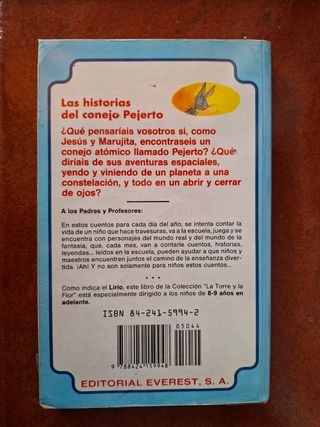 Las historias
del conejo Pejerto
¿Qué pensaríais vosotros si, como
Jesús y Marujita, encontraseis un
conejo atómico llamado Pejerto? ¿Qué
diríais de sus aventuras espaciales,
yendo y viniendo de un planeta a una
constelación, y todo en un abrir y cerrar
de ojos?
A los Padres y Profesores:
En estos cuentos para cada día del año, se intenta contar la
vida de un niño que hace travesuras, va a la escuela, juega y se
encuentra con personajes del mundo real y del mundo de la
fantasía, que, cada mes, van a contarle cuentos, historias,
leyendas... leídos en la escuela, pueden ayudar a que niños y
maestros encuentren juntos el camino de la enseñanza diver-
tida. ¡Ah! Y no son solamente para niños estos cuentos...
Como indica el Lirio, este libro de la Colección "La Torre y la
Flor" está especialmente dirigido a los niños de 8-9 años en
adelante.
ISBN 84-241-5994-2
05044
9 788424 159948
EDITORIAL EVEREST, S. A.